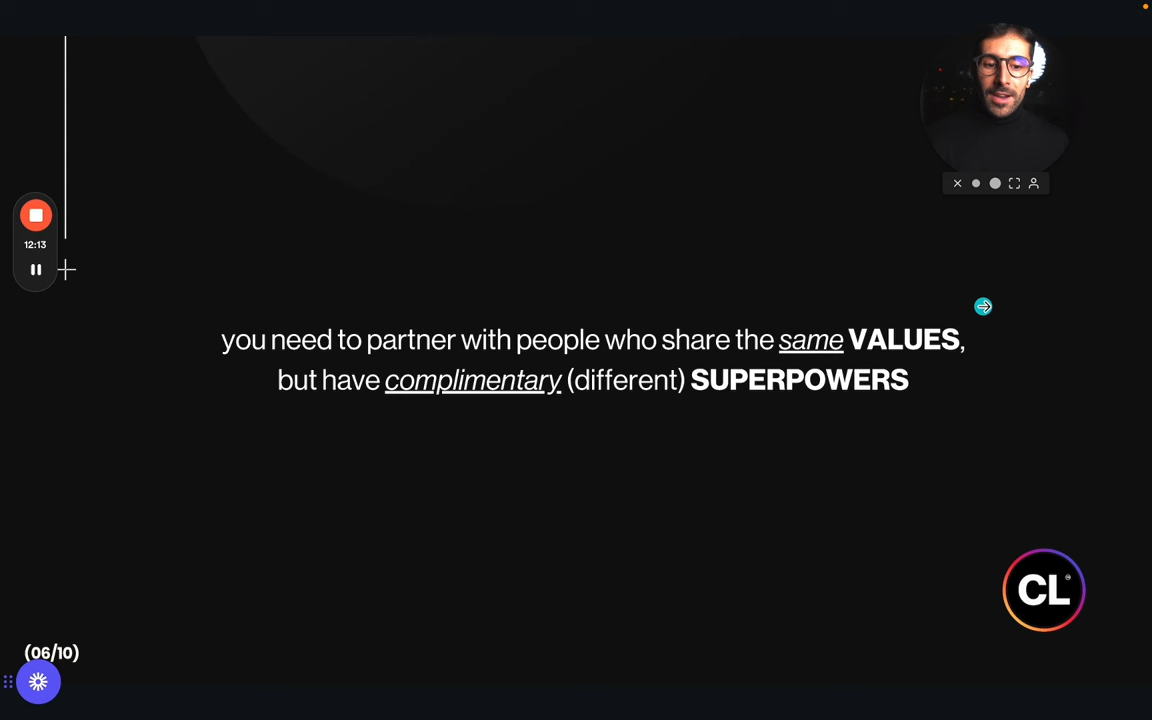 12:13
you need to partner with people who share the same VALUES,
but have complimentary (different) SUPERPOWERS
CL
(06/10)